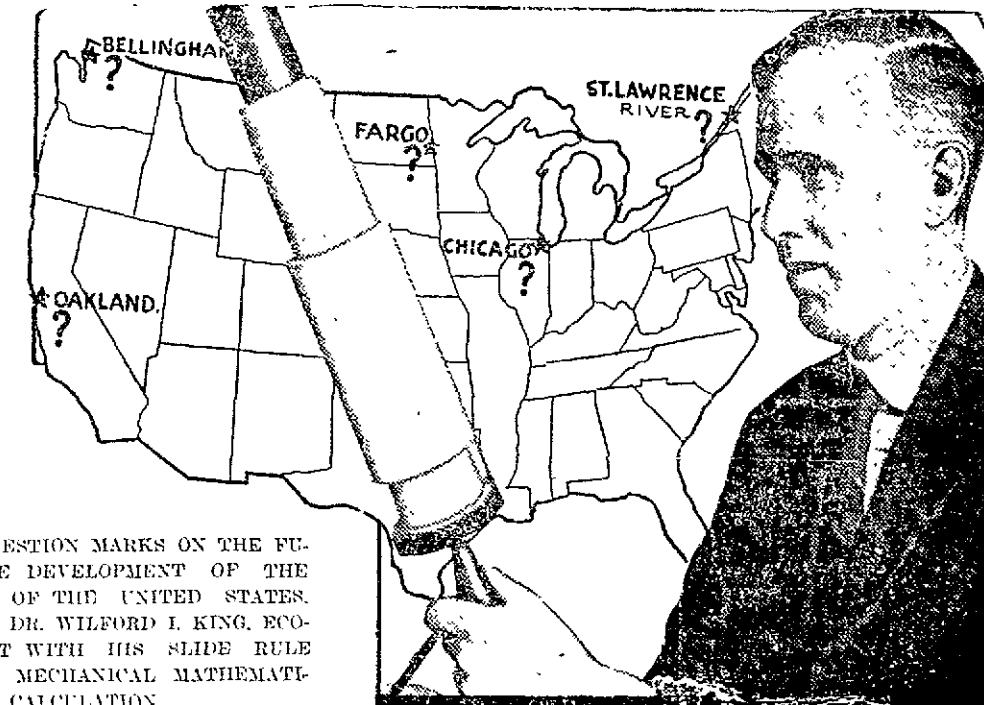 BELLINGHAM
?
ST.LAWRENCE
RIVER ?
FARGO
?
CHICAGO
?
OAKLAND.
?
ESTION MARKS ON THE FU-
E DEVELOPMENT OF THE
OF THE UNITED STATES.
DR. WILFORD I. KING, ECO-
T WITH HIS SLIDE RULE
MECHANICAL MATHEMATI-
CALCULATION